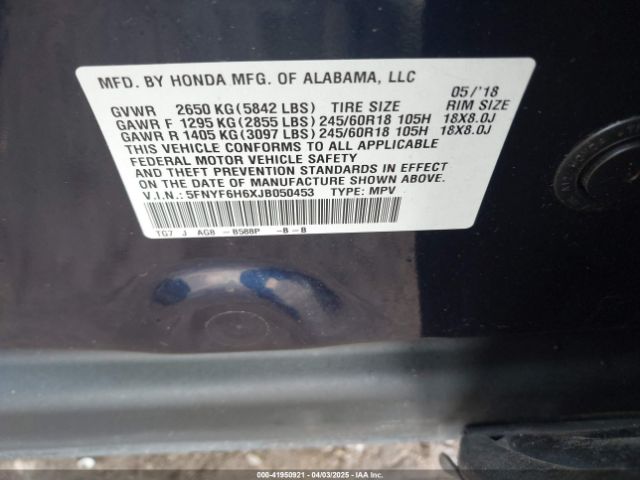 MFD. BY HONDA MFG. OF ALABAMA, LLC
05/'18
GVWR 2650 KG(5842 LBS) TIRE SIZE RIM SIZE
GAWR F 1295 KG(2855 LBS) 245/60R18 105H 18X8.0J
GAWR R 1405 KG(3097 LBS) 245/60R18 105H 18X8.0J
THIS VEHICLE CONFORMS TO ALL APPLICABLE
FEDERAL MOTOR VEHICLE SAFETY
AND THEFT PREVENTION STANDARDS IN EFFECT
ON THE DATE OF MANUFACTURE SHOWN ABOVE.
V.I.N.: 5FNYF6H6XJB050453 TYPE: MPV
TG7 J AG8 -B588P -B-B
000-41950921 - 04/03/2025 - IAAI, Inc.